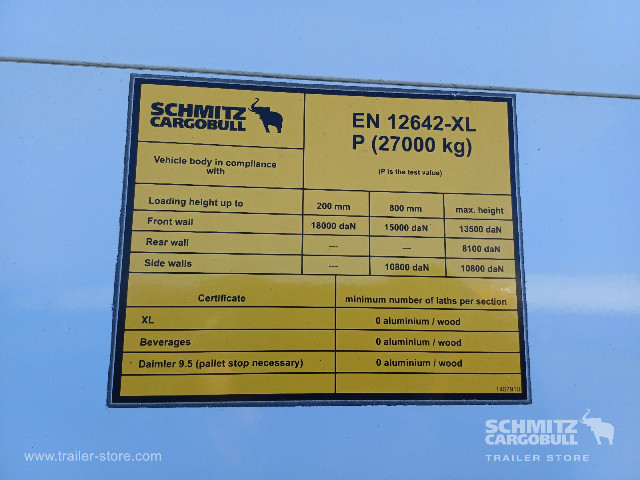 SCHMITZ
CARGOBULL
EN 12642-XL
P (27000 kg)
(P is the test value)
Vehicle body in compliance
with
Loading height up to 200 mm 800 mm max. height
Front wall 18000 daN 15000 daN 13500 daN
Rear wall — — 8100 daN
Side walls — 10800 daN 10800 daN
Certificate minimum number of laths per section
XL 0 aluminium / wood
Beverages 0 aluminium / wood
Daimler 9.5 (pallet stop necessary) 0 aluminium / wood
1407910
www.trailer-store.com
SCHMITZ
CARGOBULL
TRAILER STORE